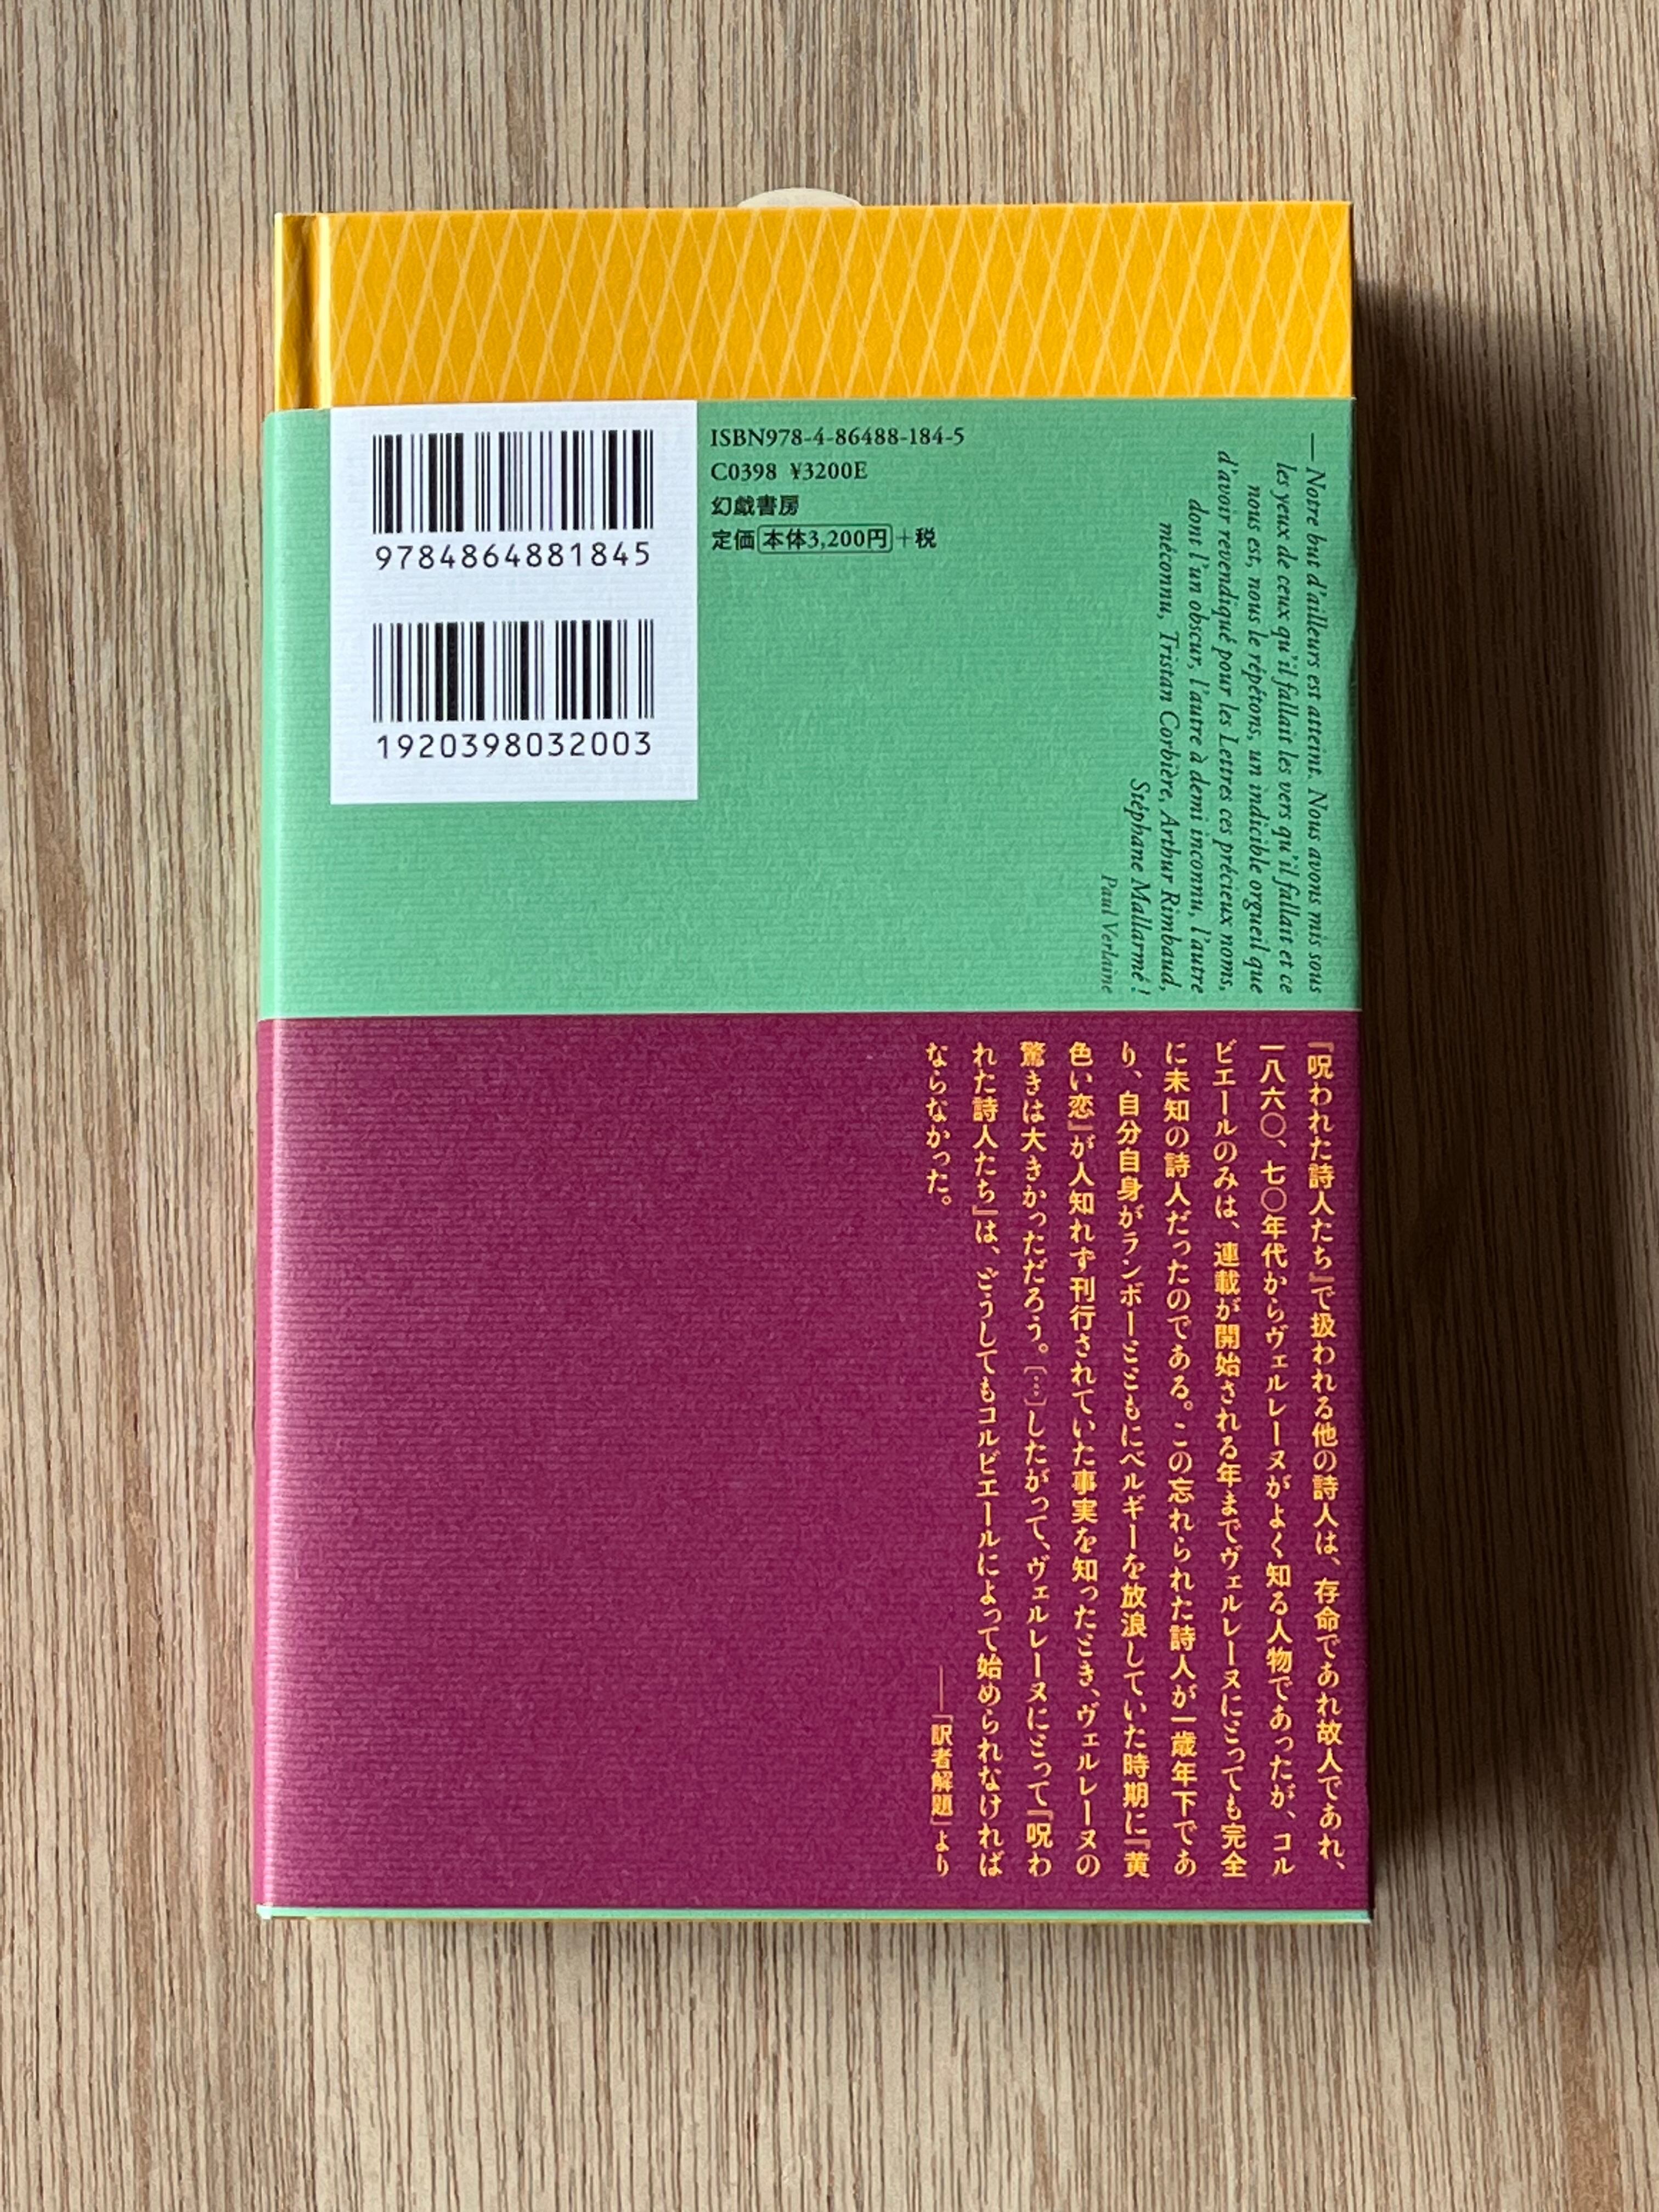 9784864881845
1920398032003
ISBN978-4-86488-184-5
C0398 ¥3200E
幻戯書房
定価 本体3,200円+税
— Notre but d'ailleurs est atteint. Nous avons mis sous
les yeux de ceux qu'il fallait les vers qu'il fallait et ce
nous est, nous le répétons, un indicible orgueil que
d'avoir revendiqué pour les Lettres ces précieux noms,
dont l'un obscur, l'autre à demi inconnu, l'autre
méconnu, Tristan Corbière, Arthur Rimbaud,
Stéphane Mallarmé !
Paul Verlaine
『呪われた詩人たち』で扱われる他の詩人は、存命であれ故人であれ、
一八六〇、七〇年代からヴェルレーヌがよく知る人物であったが、コル
ビエールのみは、連載が開始される年までヴェルレーヌにとっても完全
に未知の詩人だったのである。この忘れられた詩人が一歳年下であ
り、自分自身がランボーとともにベルギーを放浪していた時期に『黄
色い恋』が人知れず刊行されていた事実を知ったとき、ヴェルレーヌの
驚きは大きかっただろう。[…]したがって、ヴェルレーヌにとって『呪わ
れた詩人たち』は、どうしてもコルビエールによって始められなければ
ならなかった。
――「訳者解題」より